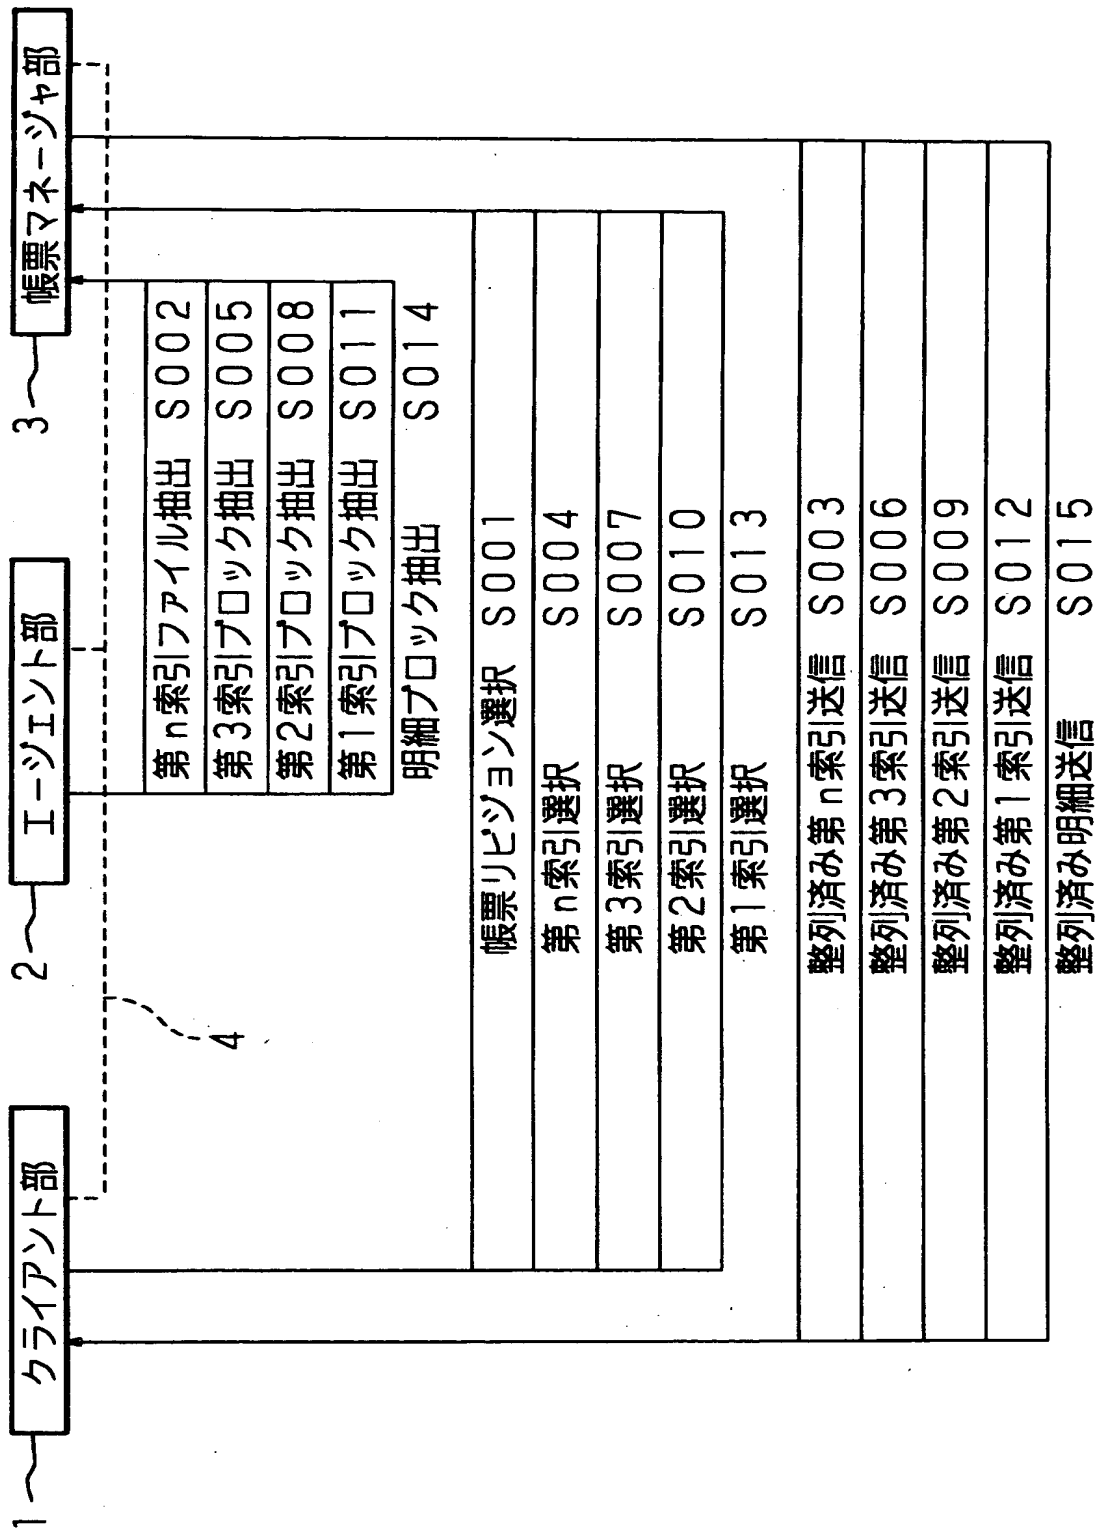 1
クライアント部
2
エージェント部
3
帳票マネージャ部
4
第n索引ファイル抽出 S002
第3索引ブロック抽出 S005
第2索引ブロック抽出 S008
第1索引ブロック抽出 S011
明細ブロック抽出 S014
帳票リビジョン選択 S001
第n索引選択 S004
第3索引選択 S007
第2索引選択 S010
第1索引選択 S013
整列済み第n索引送信 S003
整列済み第3索引送信 S006
整列済み第2索引送信 S009
整列済み第1索引送信 S012
整列済み明細送信 S015